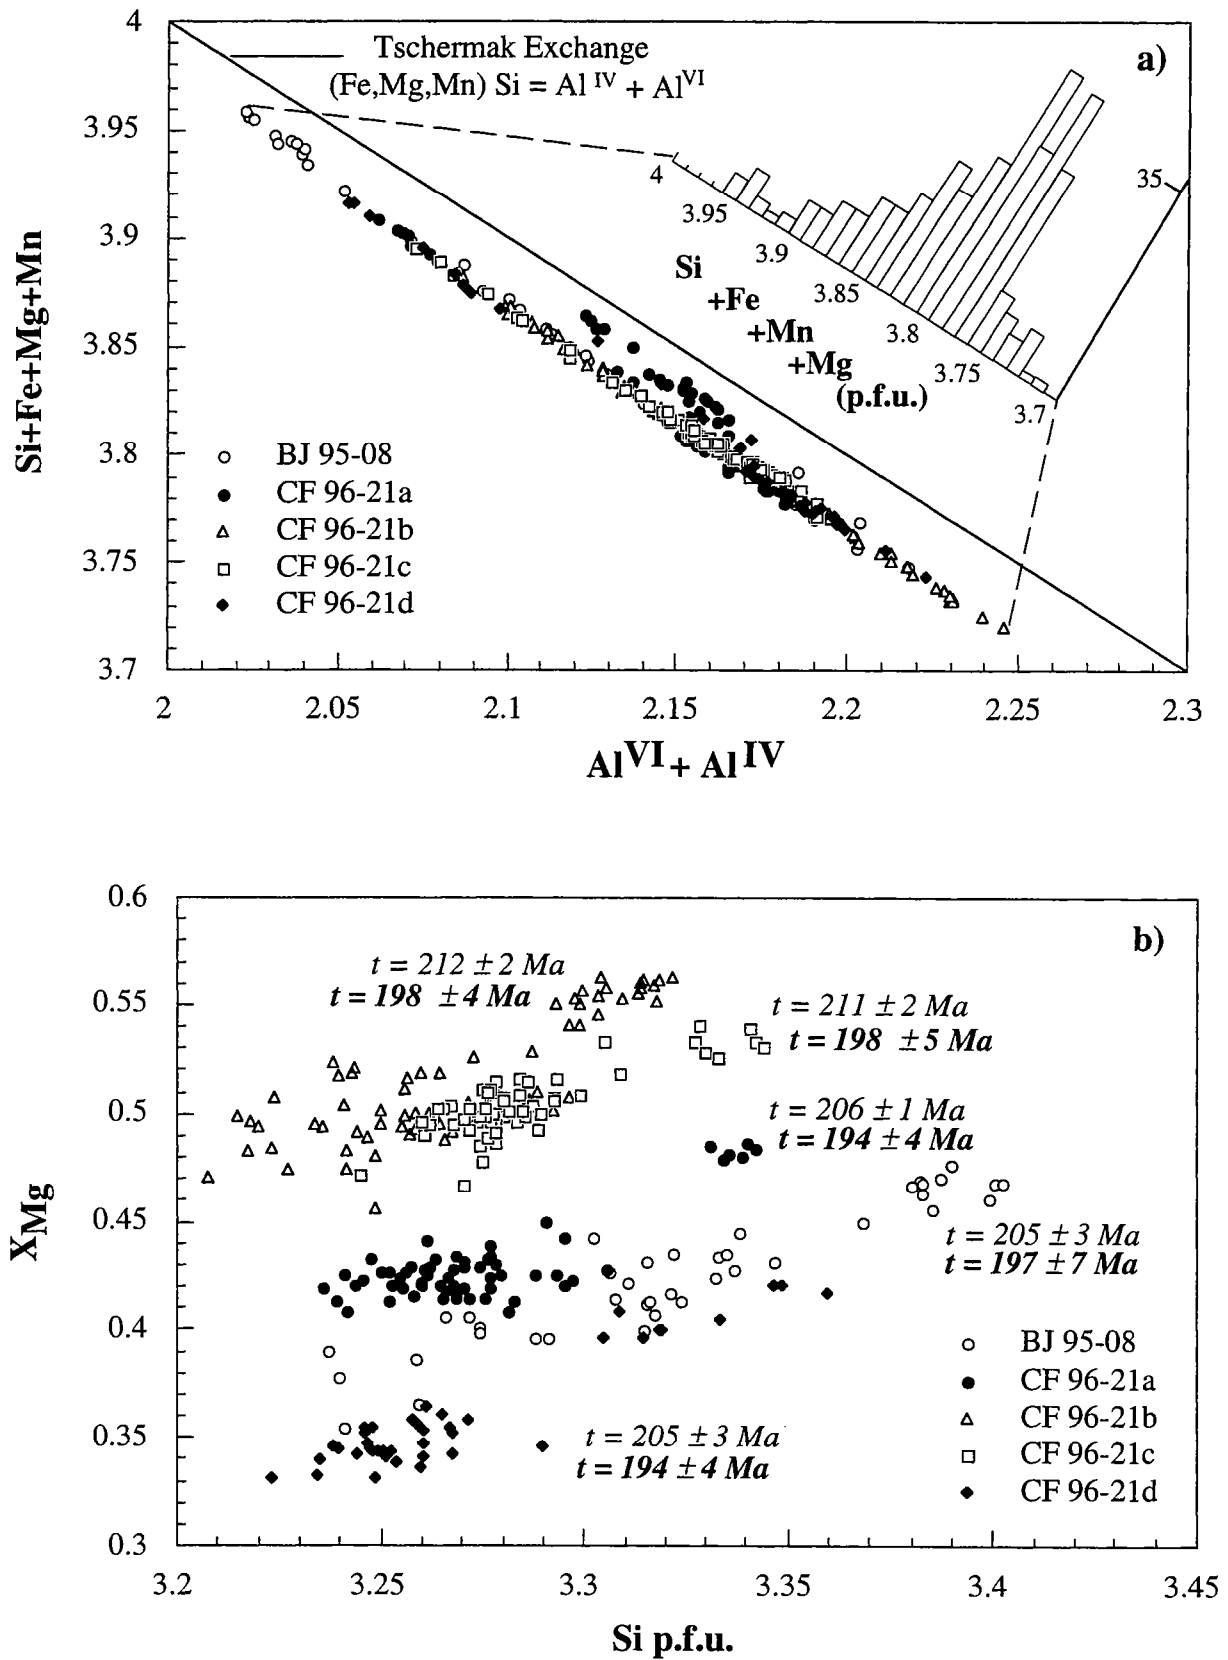 4
3.95
3.9
3.85
3.8
3.75
3.7
Si+Fe+Mg+Mn
Tschermak Exchange
(Fe,Mg,Mn) Si = Al IV + Al VI
a)
4
3.95
3.9
3.85
3.8
3.75
3.7
35
Si
+Fe
+Mn
+Mg
(p.f.u.)
BJ 95-08
CF 96-21a
CF 96-21b
CF 96-21c
CF 96-21d
2 2.05 2.1 2.15 2.2 2.25 2.3
Al VI + Al IV
0.6
0.55
0.5
0.45
0.4
0.35
0.3
X Mg
b)
t = 212 ± 2 Ma
t = 198 ± 4 Ma
t = 211 ± 2 Ma
t = 198 ± 5 Ma
t = 206 ± 1 Ma
t = 194 ± 4 Ma
t = 205 ± 3 Ma
t = 197 ± 7 Ma
t = 205 ± 3 Ma
t = 194 ± 4 Ma
BJ 95-08
CF 96-21a
CF 96-21b
CF 96-21c
CF 96-21d
3.2 3.25 3.3 3.35 3.4 3.45
Si p.f.u.